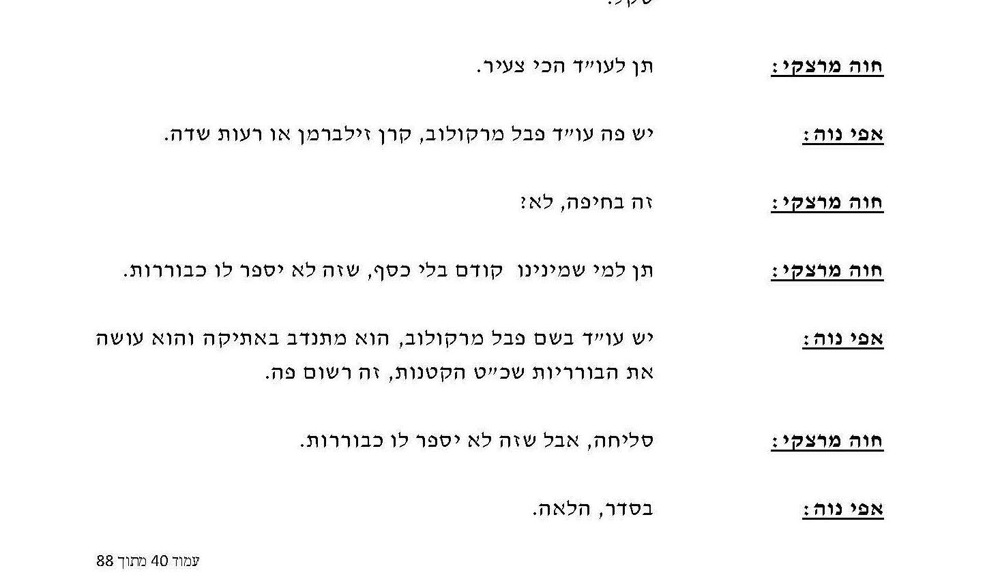 שקל.
חוה מרצקי: תן לעו״ד הכי צעיר.
אפי נוה: יש פה עו״ד פבל מרקולוב, קרן זילברמן או רעות שדה.
חוה מרצקי: זה בחיפה, לא?
חוה מרצקי: תן למי שמינינו קודם בלי כסף, שזה לא יספר לו כבוררות.
אפי נוה: יש עו״ד בשם פבל מרקולוב, הוא מתנדב באתיקה והוא עושה
את הבורריות שכ״ט הקטנות, זה רשום פה.
חוה מרצקי: סליחה, אבל שזה לא יספר לו כבוררות.
אפי נוה: בסדר, הלאה.
עמוד 40 מתוך 88